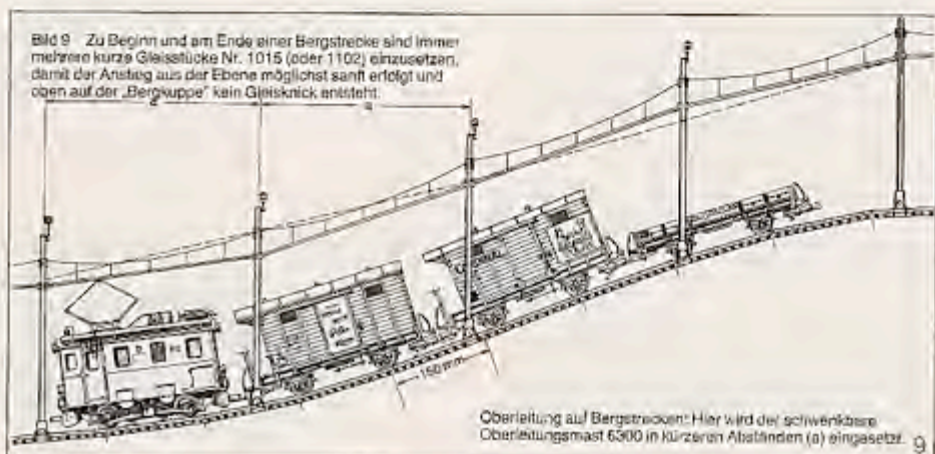 Bild 9 Zu Beginn und am Ende einer Bergstrecke sind immer
mehrere kurze Gleisstücke Nr. 1015 (oder 1102) einzusetzen,
damit der Anstieg aus der Ebene möglichst sanft erfolgt und
oben auf der „Bergkuppe" kein Gleisknick entsteht.
a a
150 mm
Oberleitung auf Bergstrecken: Hier wird der schwenkbare
Oberleitungsmast 6300 in kürzeren Abständen (a) eingesetzt.
9